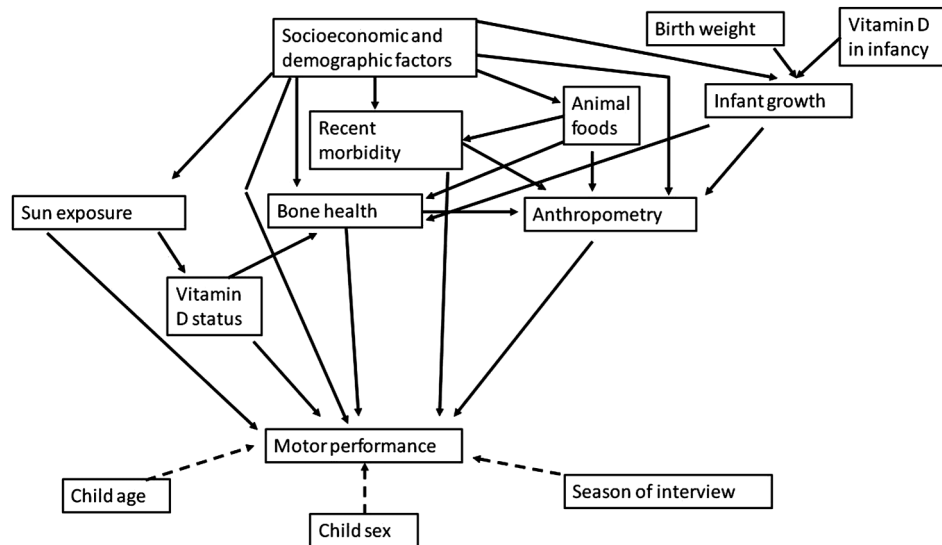 Socioeconomic and
demographic factors
Birth weight
Vitamin D
in infancy
Animal
foods
Infant growth
Recent
morbidity
Sun exposure
Bone health
Anthropometry
Vitamin
D status
Motor performance
Child age
Season of interview
Child sex